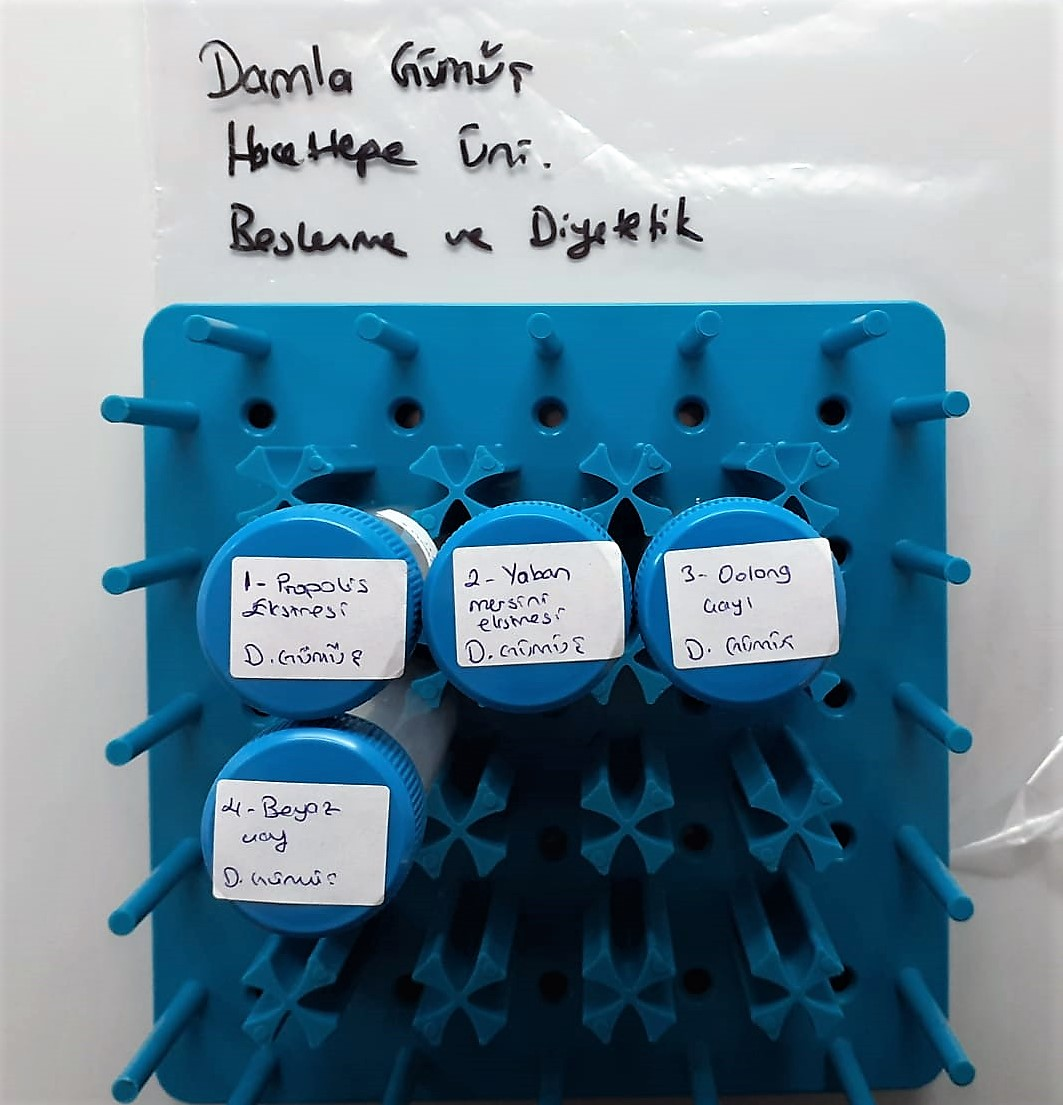 Damla Gümüş
Hacettepe Üni.
Beslenme ve Diyetetik
1- Propolis
Ekstresi
D. Gümüş
2- Yaban
mersini
ekstresi
D. Gümüş
3- Oolong
çayı
D. Gümüş
4- Beyaz
çay
D. Gümüş